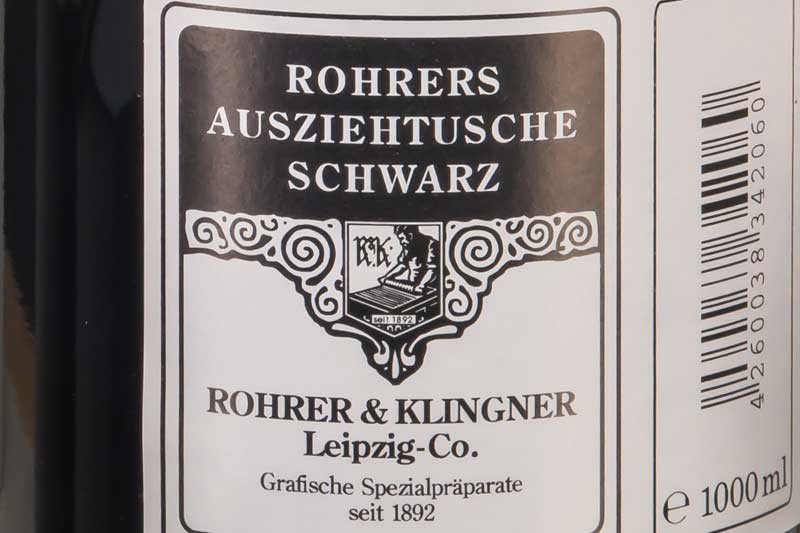 ROHRERS
AUSZIEHTUSCHE
SCHWARZ
R&K
seit 1892
ROHRER & KLINGNER
Leipzig-Co.
Grafische Spezialpräparate
seit 1892
4260038342060
e 1000 ml